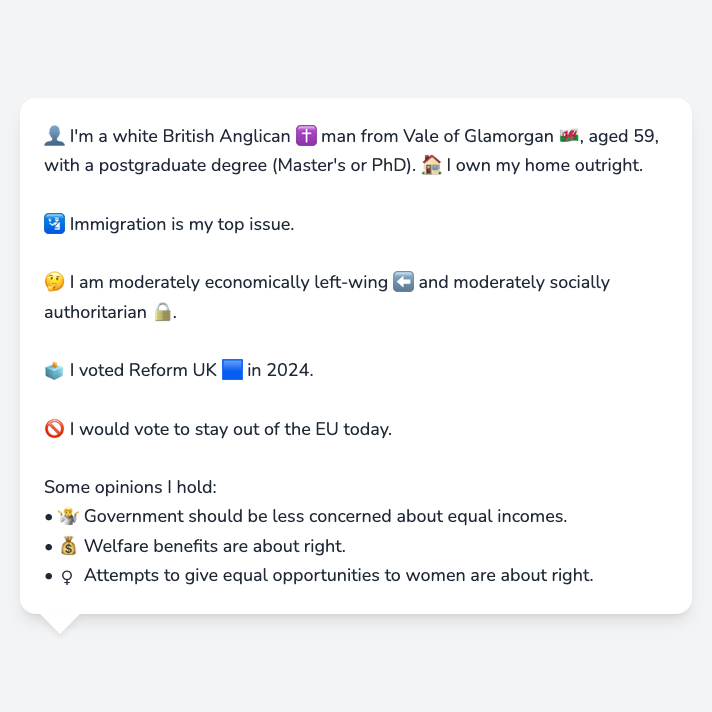 👤 I'm a white British Anglican ✝️ man from Vale of Glamorgan 🏴󠁧󠁢󠁷󠁬󠁳󠁿, aged 59,
with a postgraduate degree (Master's or PhD). 🏠 I own my home outright.
🛂 Immigration is my top issue.
🤔 I am moderately economically left-wing ⬅️ and moderately socially
authoritarian 🔒.
🗳️ I voted Reform UK 🟦 in 2024.
🚫 I would vote to stay out of the EU today.
Some opinions I hold:
• 🤷 Government should be less concerned about equal incomes.
• 💰 Welfare benefits are about right.
• ♀ Attempts to give equal opportunities to women are about right.